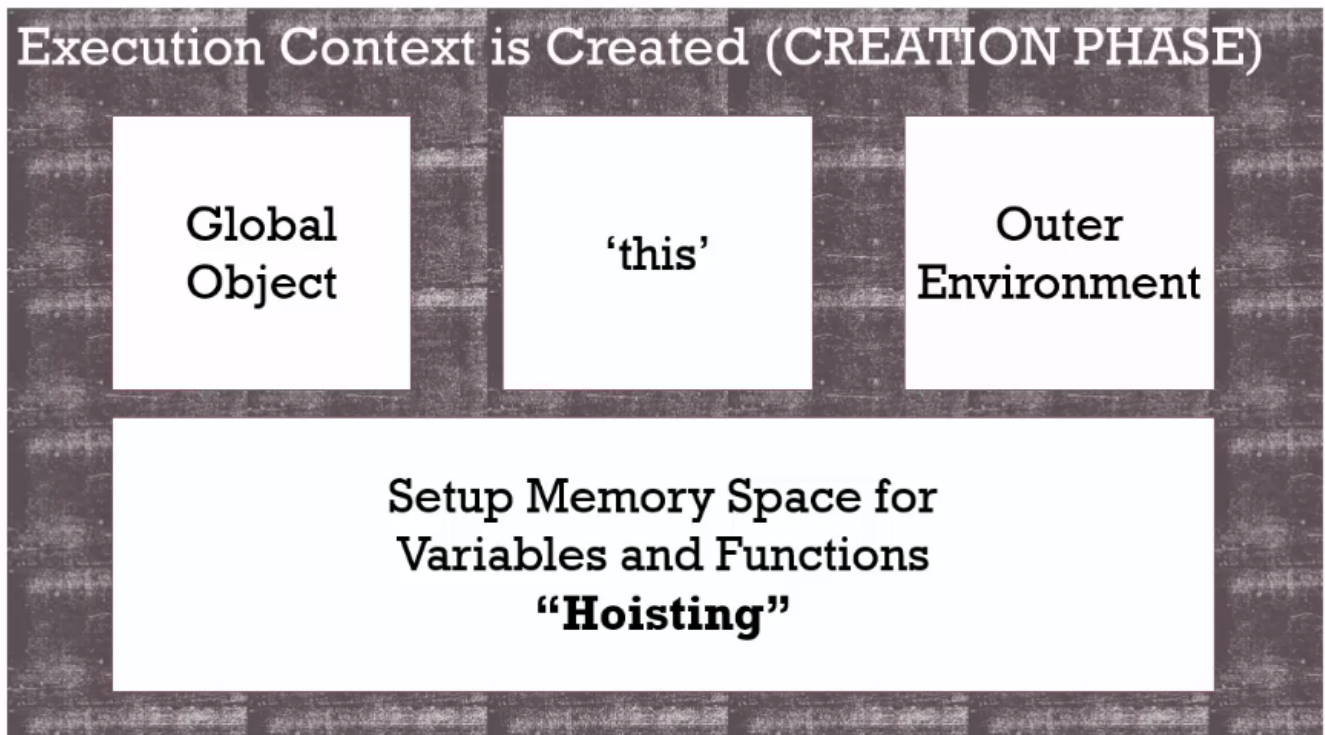 Execution Context is Created (CREATION PHASE)
Global
Object
‘this’
Outer
Environment
Setup Memory Space for
Variables and Functions
“Hoisting”